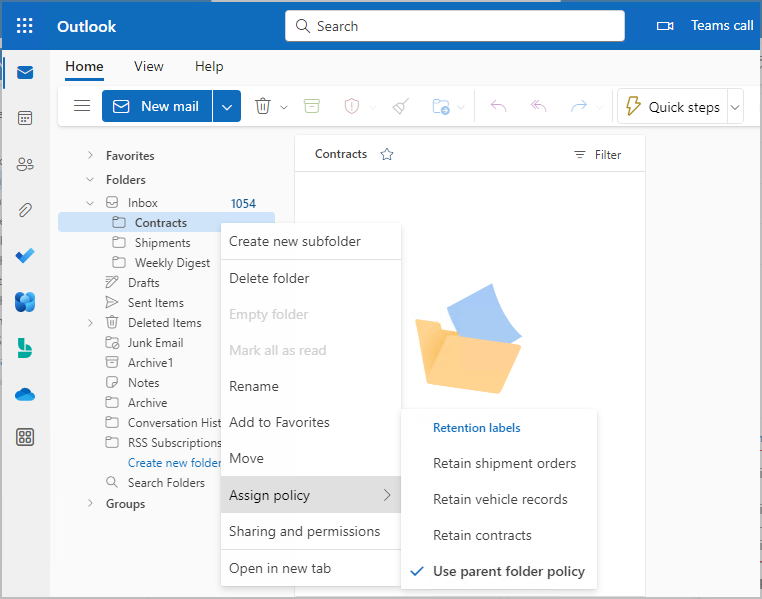 Outlook
Search
Teams call
Home View Help
New mail
Quick steps
Favorites
Folders
Inbox 1054
Contracts
Shipments
Weekly Digest
Drafts
Sent Items
Deleted Items
Junk Email
Archive1
Notes
Archive
Conversation Hist
RSS Subscriptions
Create new folder
Search Folders
Groups
Contracts
Filter
Create new subfolder
Delete folder
Empty folder
Mark all as read
Rename
Add to Favorites
Move
Assign policy
Sharing and permissions
Open in new tab
Retention labels
Retain shipment orders
Retain vehicle records
Retain contracts
Use parent folder policy